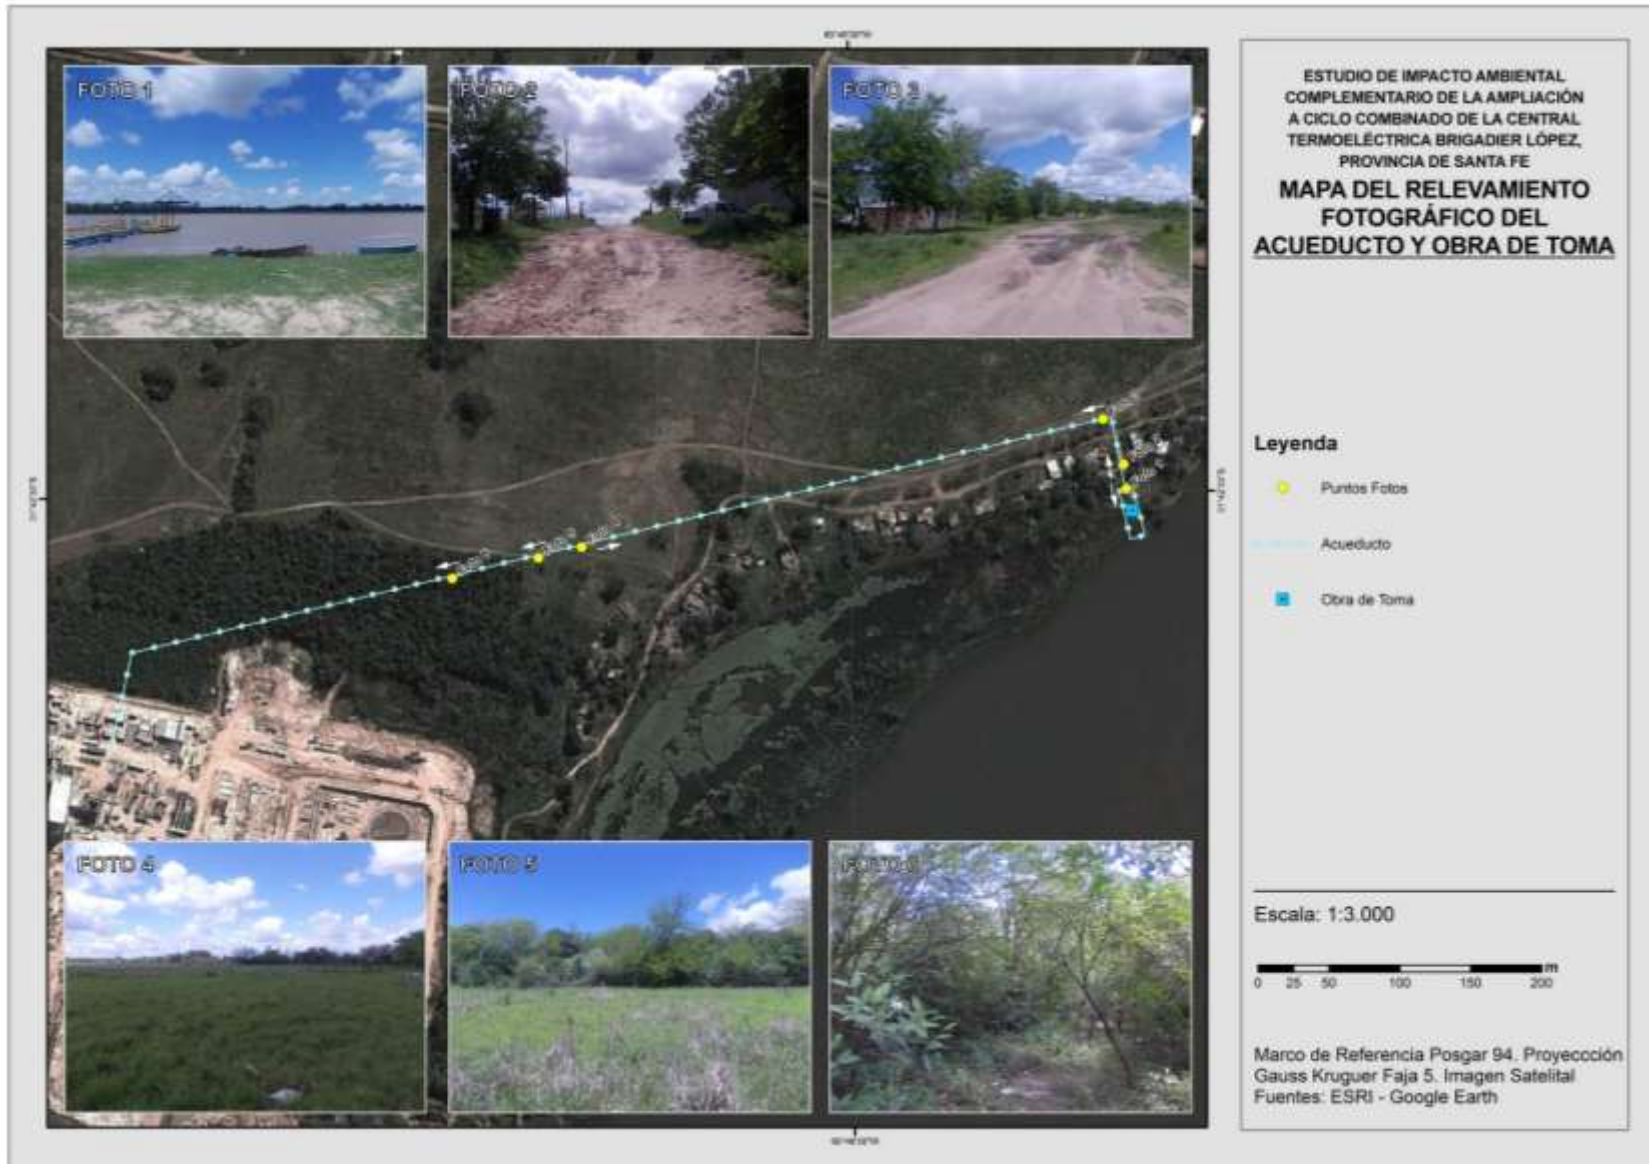 FOTO 1
FOTO 2
FOTO 3
ESTUDIO DE IMPACTO AMBIENTAL
COMPLEMENTARIO DE LA AMPLIACIÓN
A CICLO COMBINADO DE LA CENTRAL
TERMOELÉCTRICA BRIGADIER LÓPEZ,
PROVINCIA DE SANTA FE
MAPA DEL RELEVAMIENTO
FOTOGRÁFICO DEL
ACUEDUCTO Y OBRA DE TOMA
Leyenda
Puntos Fotos
Acueducto
Obra de Toma
FOTO 4
FOTO 5
FOTO 6
Escala: 1:3.000
m
0 25 50 100 150 200
Marco de Referencia Posgar 94. Proyeccción
Gauss Kruguer Faja 5. Imagen Satelital
Fuentes: ESRI - Google Earth